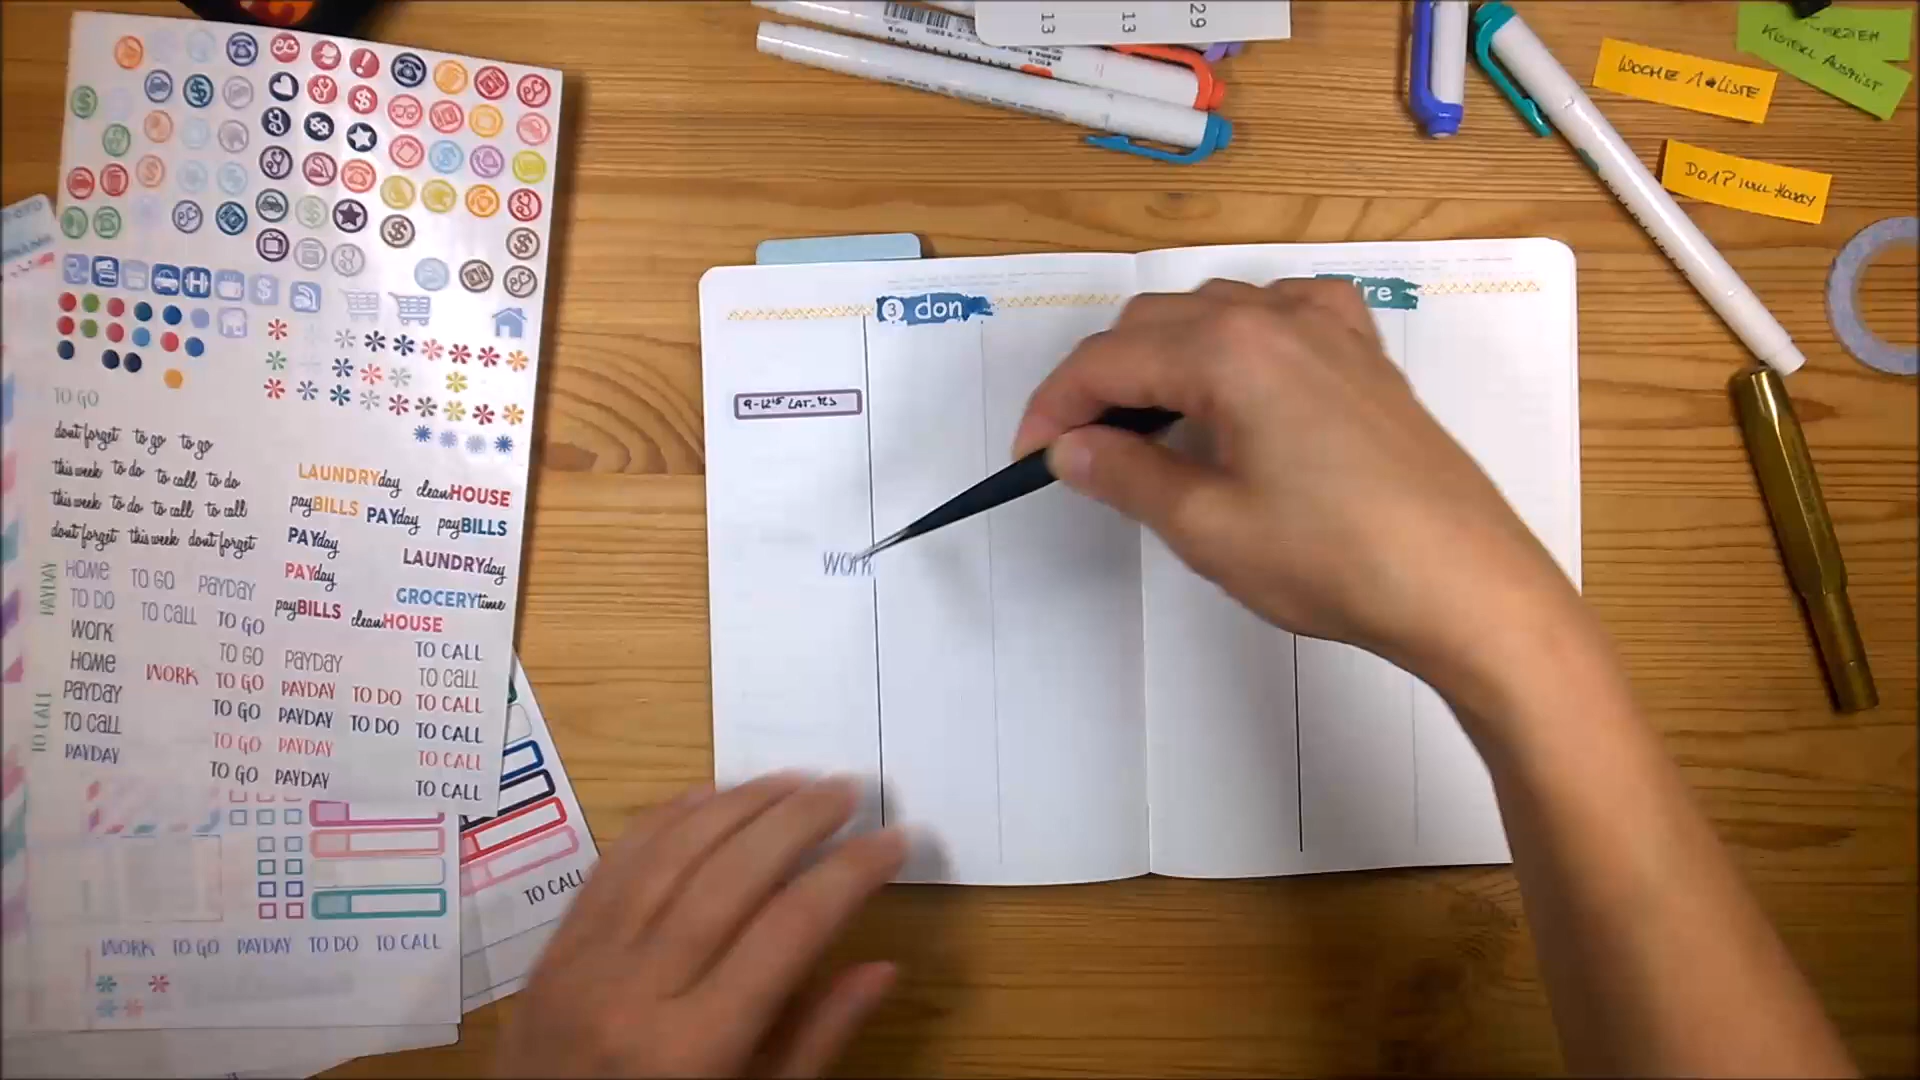 29
13
13
WOCHE 1 LISTE
③ don
fre
WORK
TO GO
dont forget to go to go
this week to do to call to do
this week to do to call to call
dont forget this week dont forget
LAUNDRYday cleanHOUSE
payBILLS PAYday payBILLS
PAYday LAUNDRYday
PAYday GROCERYtime
payBILLS cleanHOUSE
PAYDAY
TO CALL
HOME TO GO PAYDAY
TO DO TO CALL TO GO
WORK TO GO PAYDAY TO CALL
HOME WORK TO GO PAYDAY TO DO TO CALL
TO CALL
PAYDAY TO GO PAYDAY TO DO TO CALL
TO CALL TO GO PAYDAY TO CALL
PAYDAY TO GO PAYDAY TO CALL
TO CALL
WORK TO GO PAYDAY TO DO TO CALL